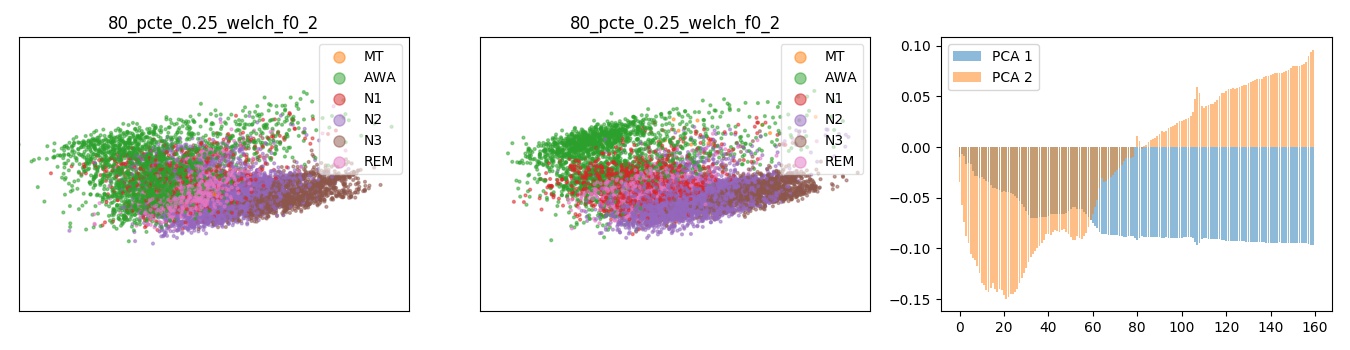 80_pcte_0.25_welch_f0_2
MT
AWA
N1
N2
N3
REM
80_pcte_0.25_welch_f0_2
MT
AWA
N1
N2
N3
REM
PCA 1
PCA 2
0.10
0.05
0.00
−0.05
−0.10
−0.15
0 20 40 60 80 100 120 140 160